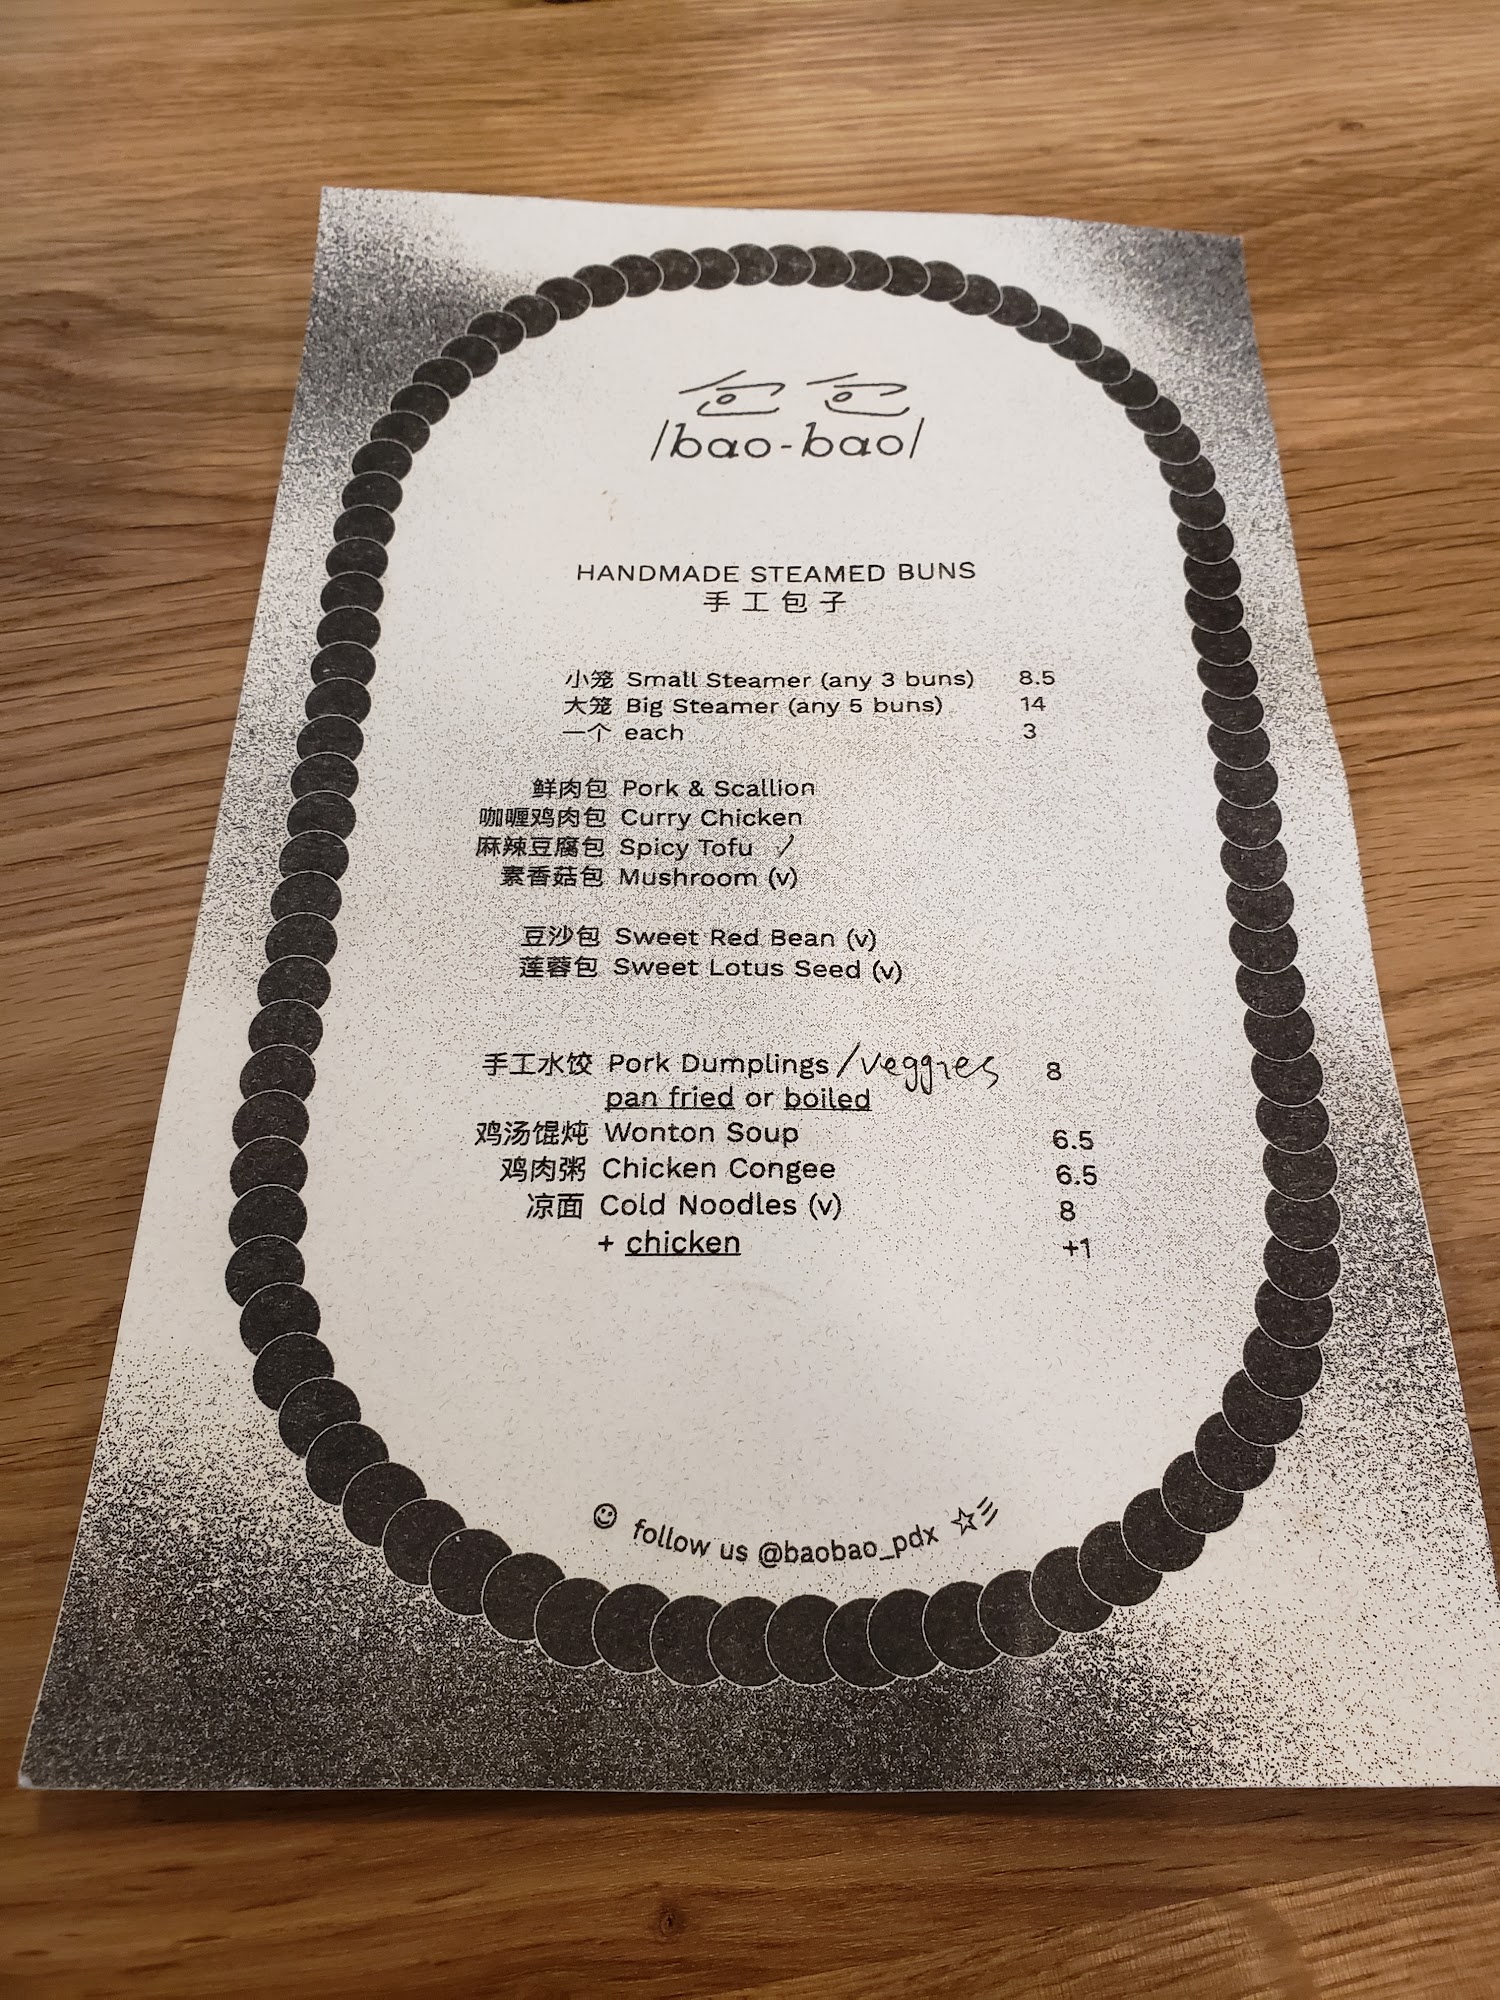 包包
/bao-bao/
HANDMADE STEAMED BUNS
手工包子
小笼 Small Steamer (any 3 buns) 8.5
大笼 Big Steamer (any 5 buns) 14
一个 each 3
鲜肉包 Pork & Scallion
咖喱鸡肉包 Curry Chicken
麻辣豆腐包 Spicy Tofu ✓
素香菇包 Mushroom (v)
豆沙包 Sweet Red Bean (v)
莲蓉包 Sweet Lotus Seed (v)
手工水饺 Pork Dumplings /veggies 8
pan fried or boiled
鸡汤馄炖 Wonton Soup 6.5
鸡肉粥 Chicken Congee 6.5
凉面 Cold Noodles (v) 8
+ chicken +1
follow us @baobao_pdx